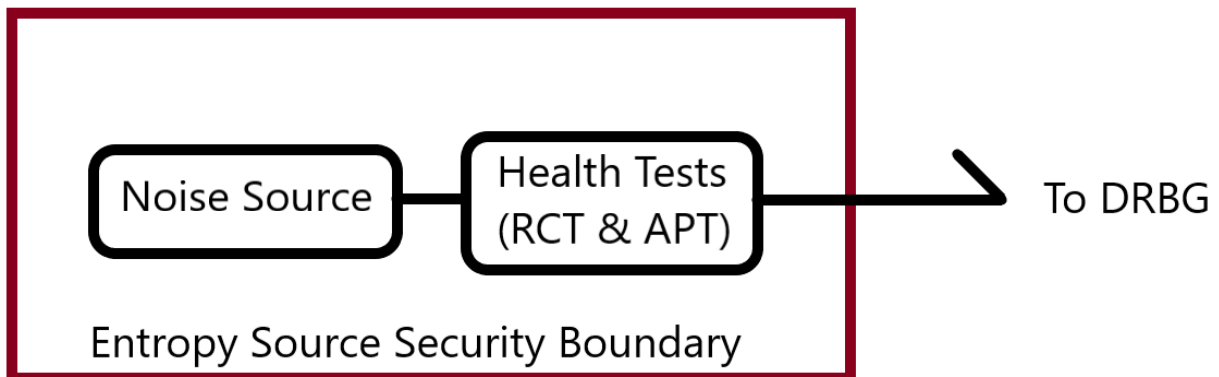 Noise Source
Health Tests
(RCT & APT)
To DRBG
Entropy Source Security Boundary